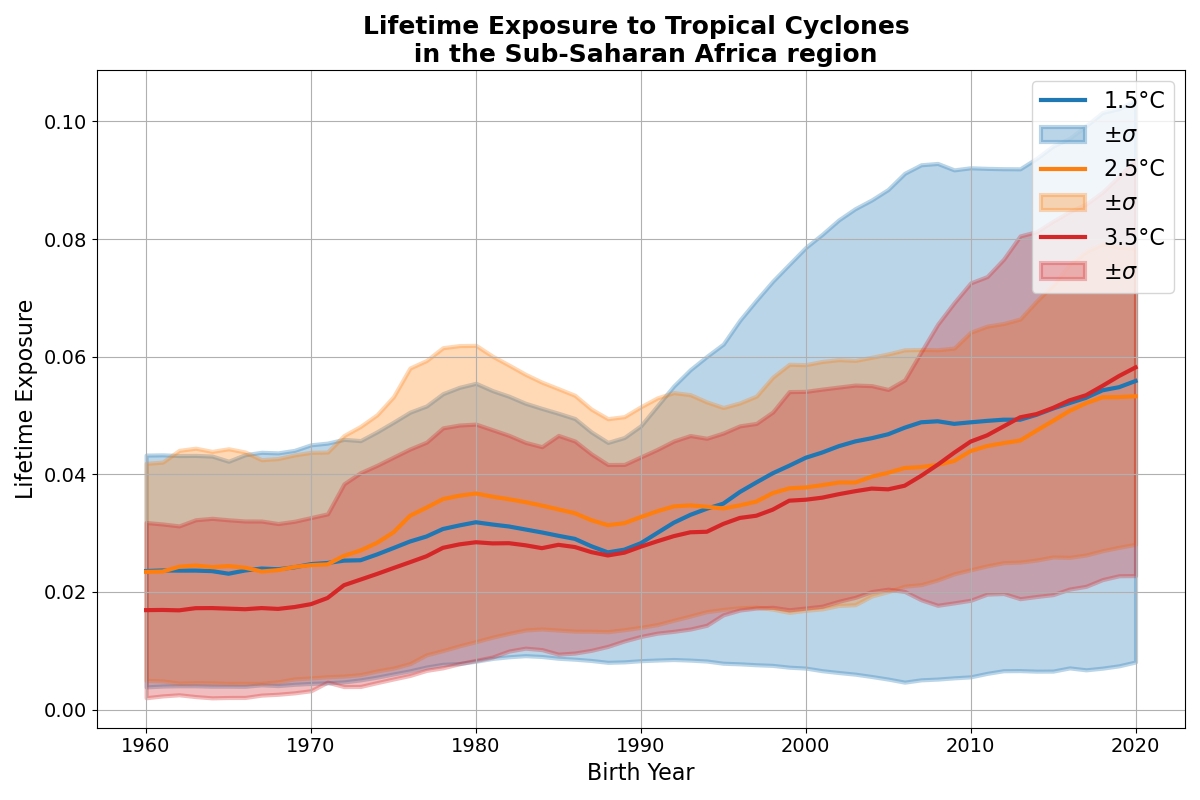 Lifetime Exposure to Tropical Cyclones
in the Sub-Saharan Africa region
1.5°C
±σ
2.5°C
±σ
3.5°C
±σ
Lifetime Exposure
0.10
0.08
0.06
0.04
0.02
0.00
1960 1970 1980 1990 2000 2010 2020
Birth Year